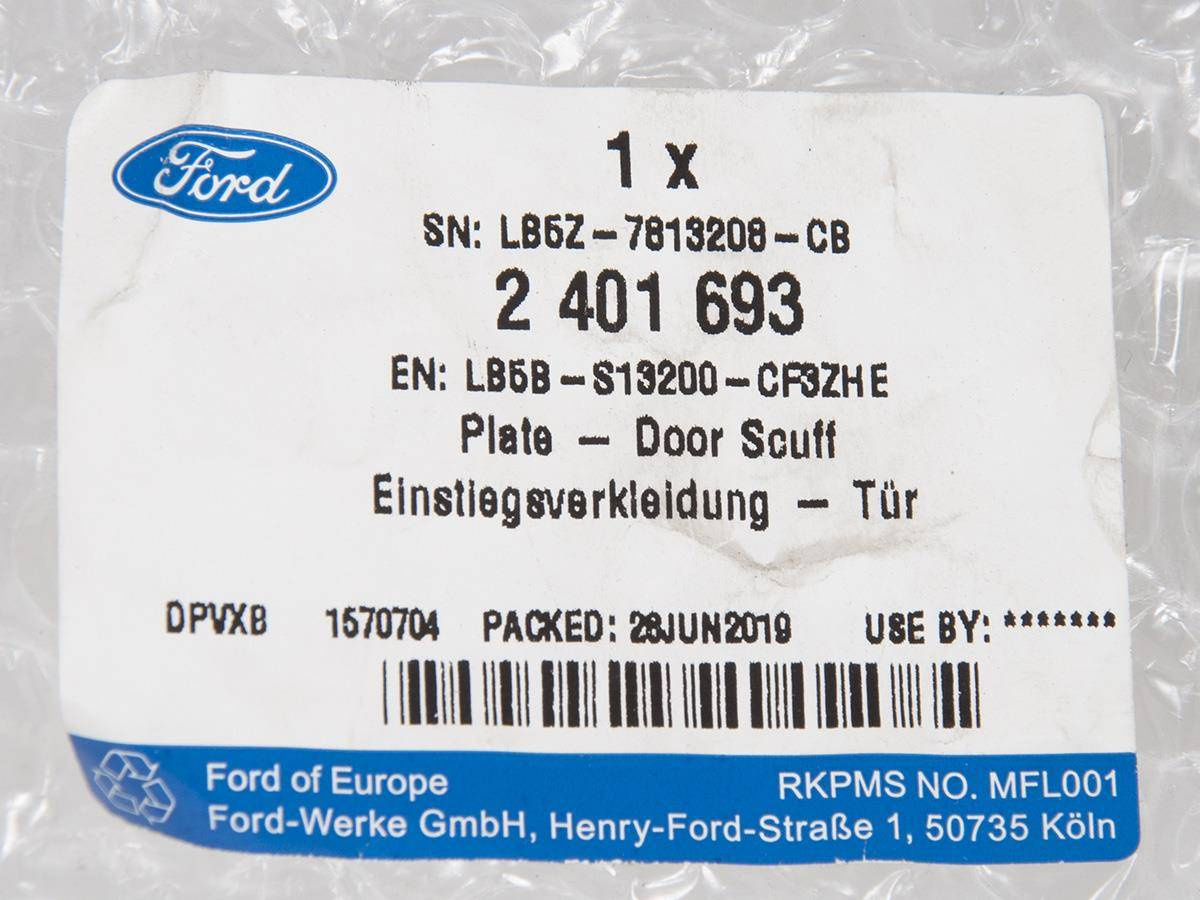 Ford
1 x
SN: LB5Z-7813208-CB
2 401 693
EN: LB5B-S13200-CF3ZHE
Plate - Door Scuff
Einstiegsverkleidung - Tür
DPVXB 1570704 PACKED: 28JUN2019 USE BY: *******
Ford of Europe RKPMS NO. MFL001
Ford-Werke GmbH, Henry-Ford-Straße 1, 50735 Köln